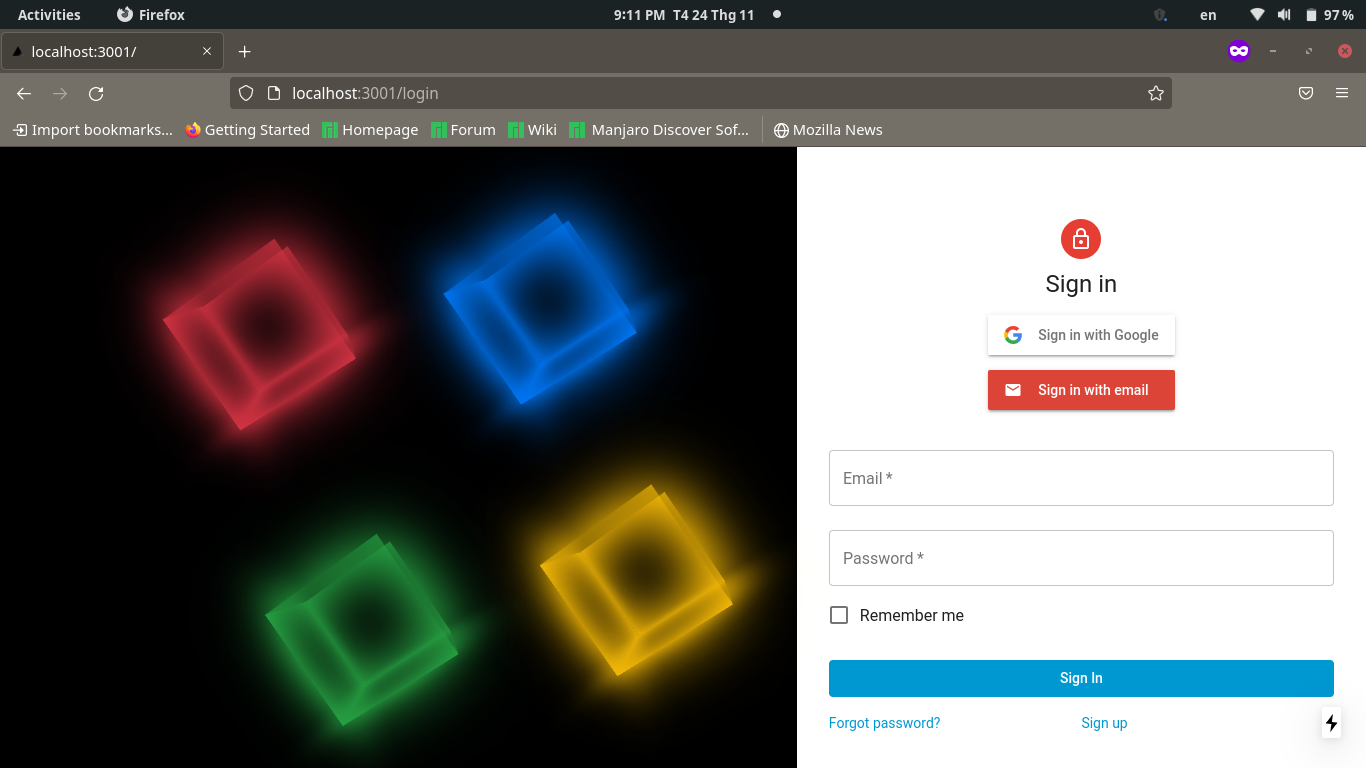 Activities Firefox 9:11 PM T4 24 Thg 11 en 97 %
localhost:3001/
localhost:3001/login
Import bookmarks... Getting Started Homepage Forum Wiki Manjaro Discover Sof... Mozilla News
Sign in
Sign in with Google
Sign in with email
Email *
Password *
Remember me
Sign In
Forgot password? Sign up